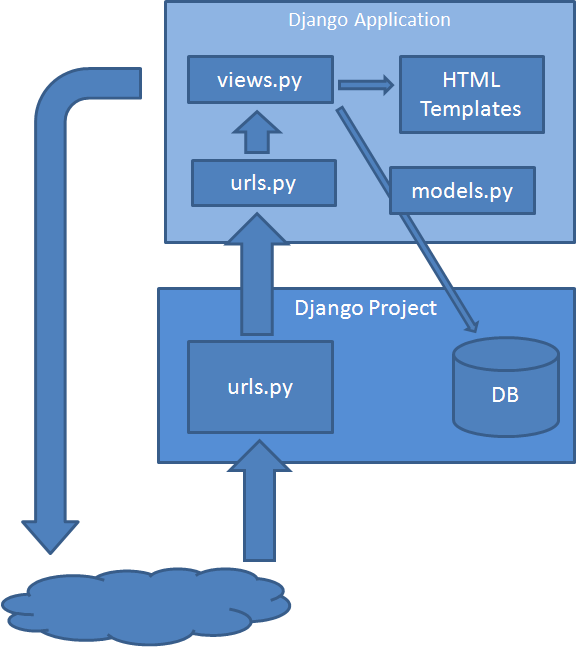 Django Application
views.py
HTML
Templates
urls.py
models.py
Django Project
urls.py
DB